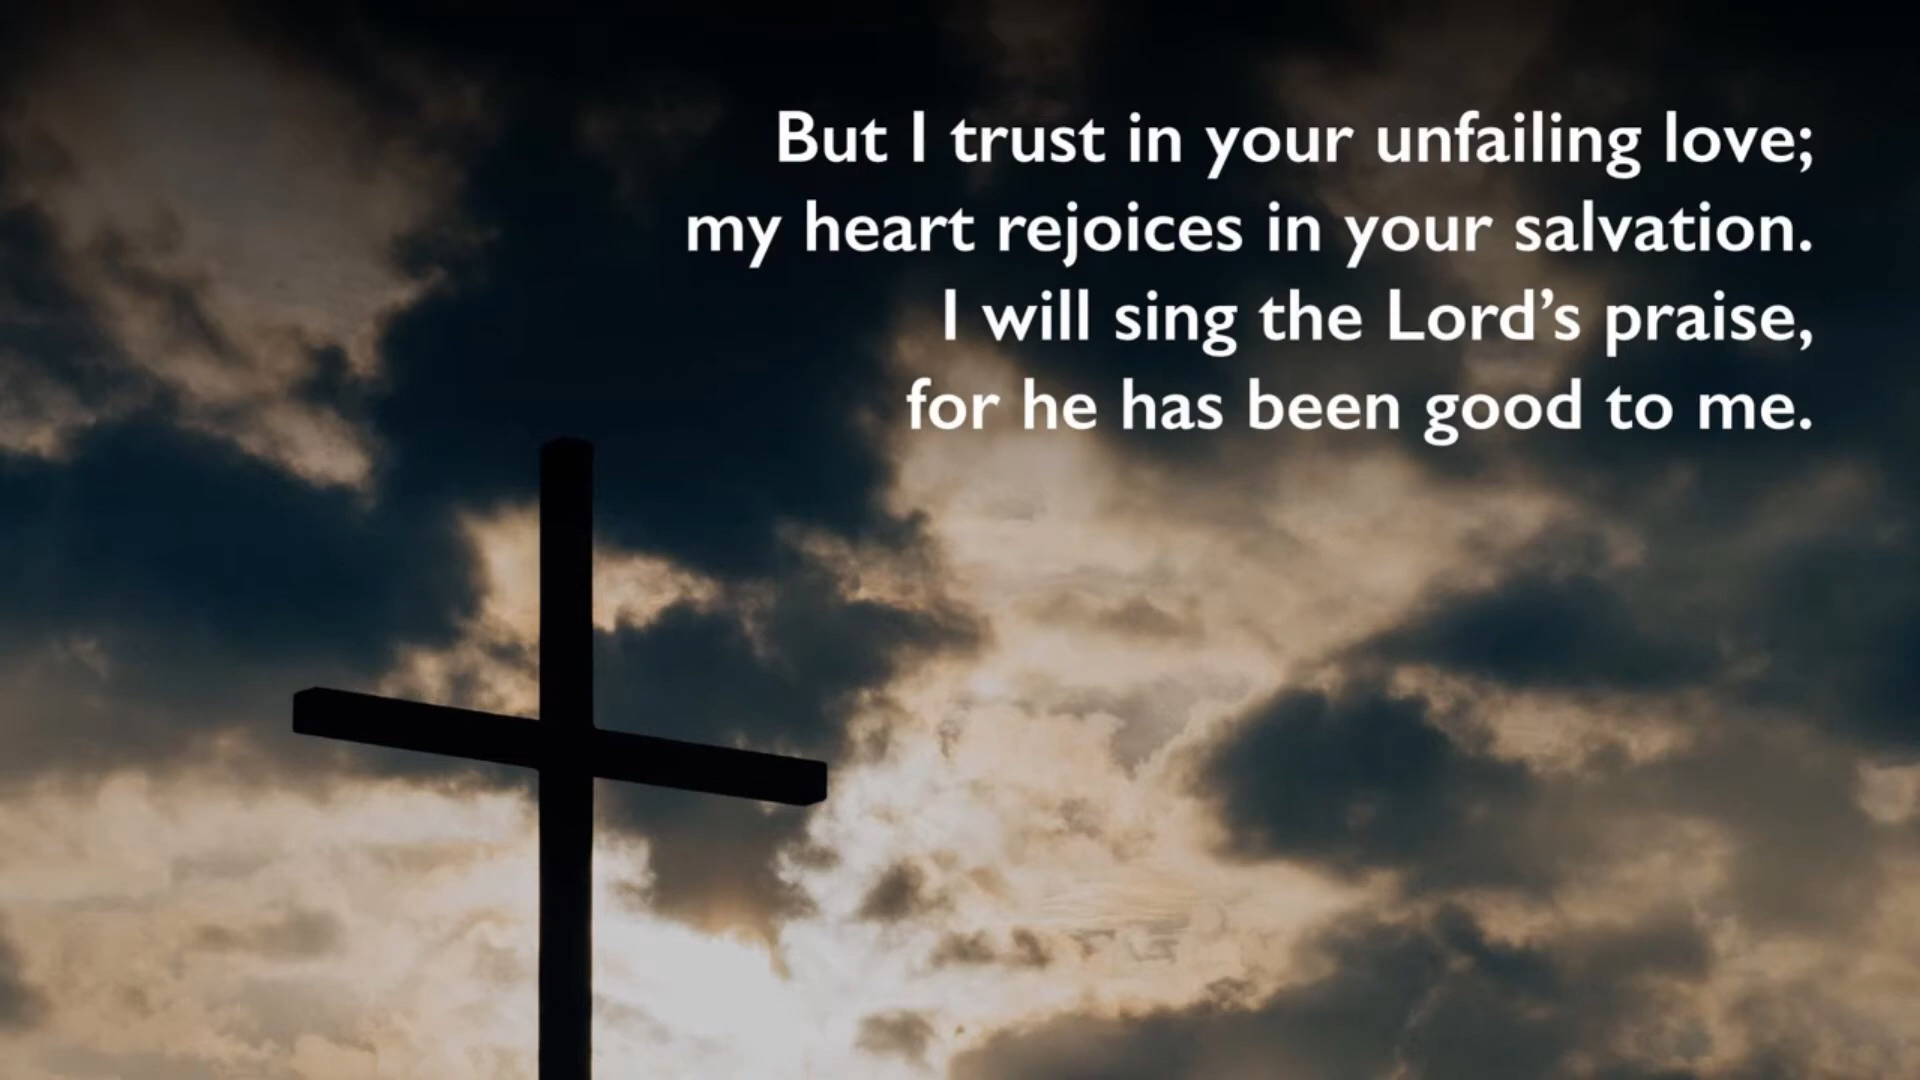 But I trust in your unfailing love;
my heart rejoices in your salvation.
I will sing the Lord’s praise,
for he has been good to me.